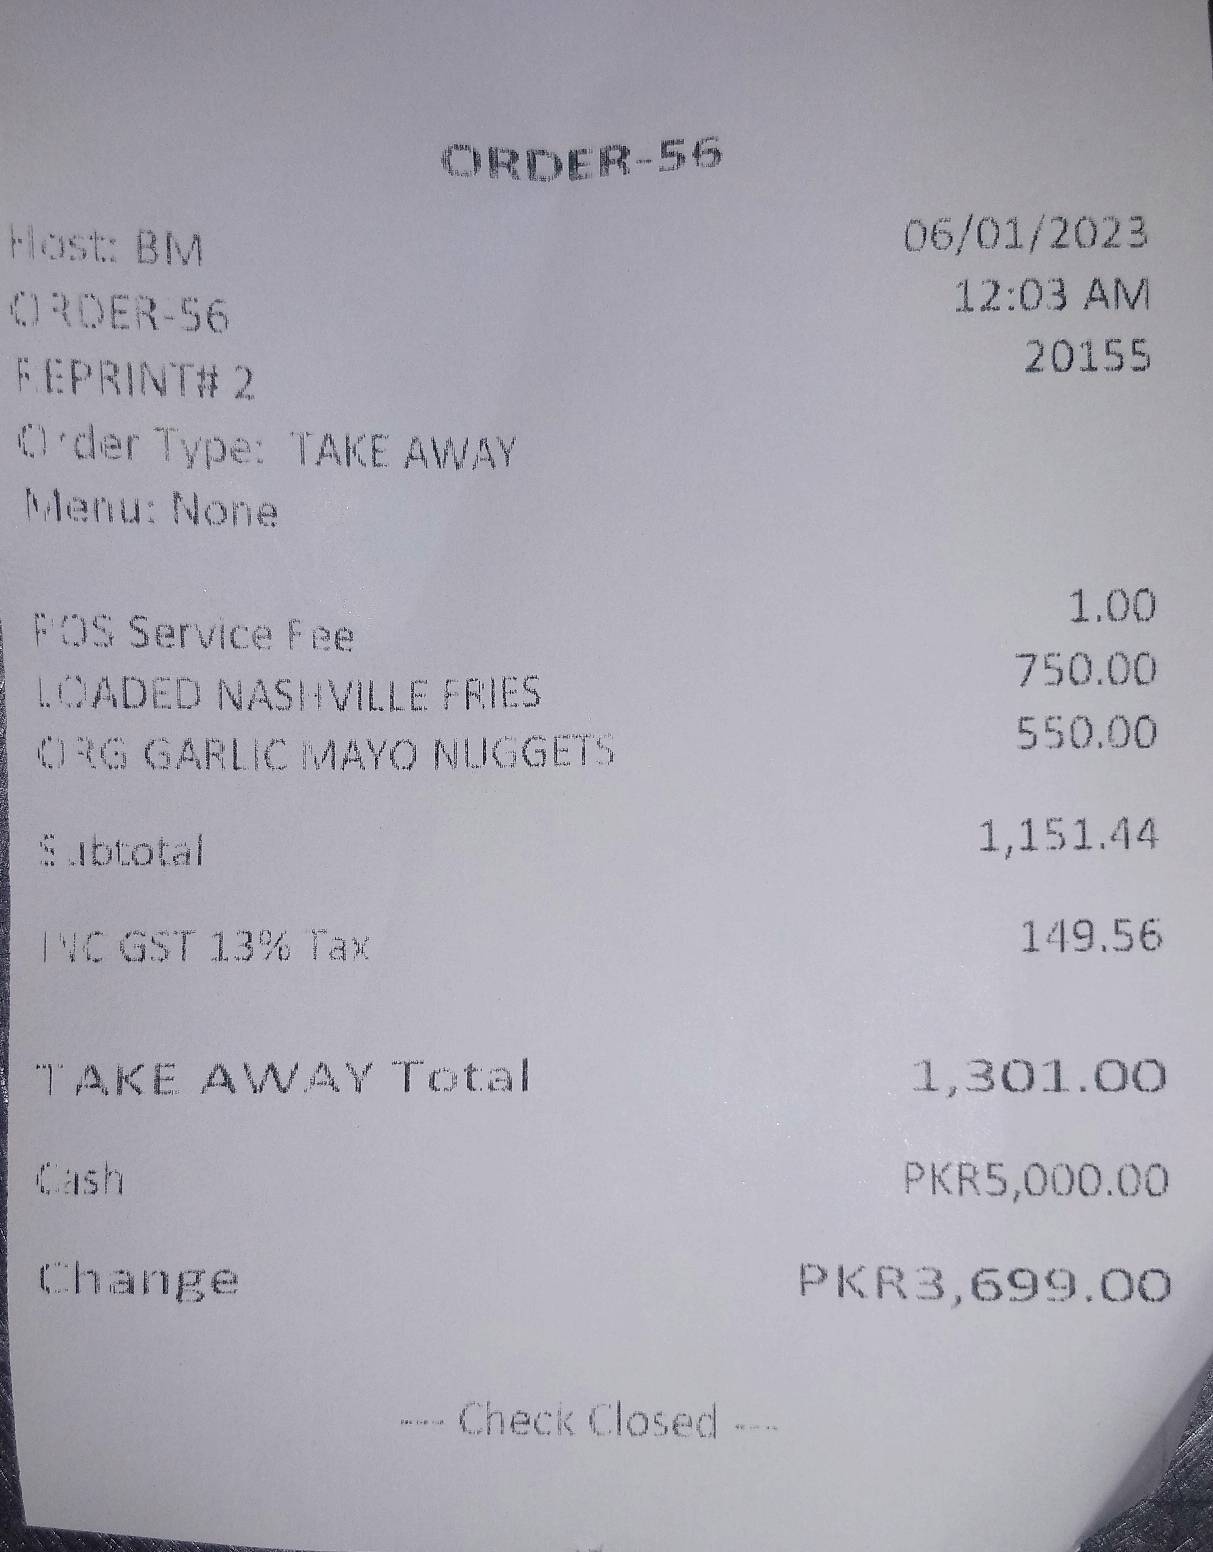 ORDER-56
Host: BM 06/01/2023
ORDER-56 12:03 AM
REPRINT# 2 20155
Order Type: TAKE AWAY
Menu: None
POS Service Fee 1.00
LOADED NASHVILLE FRIES 750.00
ORG GARLIC MAYO NUGGETS 550.00
Subtotal 1,151.44
INC GST 13% Tax 149.56
TAKE AWAY Total 1,301.00
Cash PKR5,000.00
Change PKR3,699.00
--- Check Closed ---